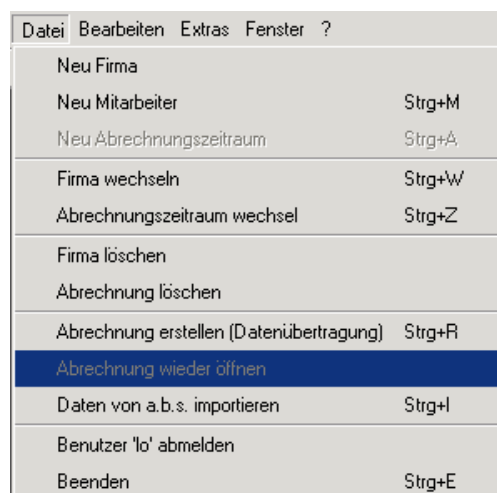 Datei Bearbeiten Extras Fenster ?
Neu Firma
Neu Mitarbeiter Strg+M
Neu Abrechnungszeitraum Strg+A
Firma wechseln Strg+W
Abrechnungszeitraum wechsel Strg+Z
Firma löschen
Abrechnung löschen
Abrechnung erstellen (Datenübertragung) Strg+R
Abrechnung wieder öffnen
Daten von a.b.s. importieren Strg+I
Benutzer 'lo' abmelden
Beenden Strg+E